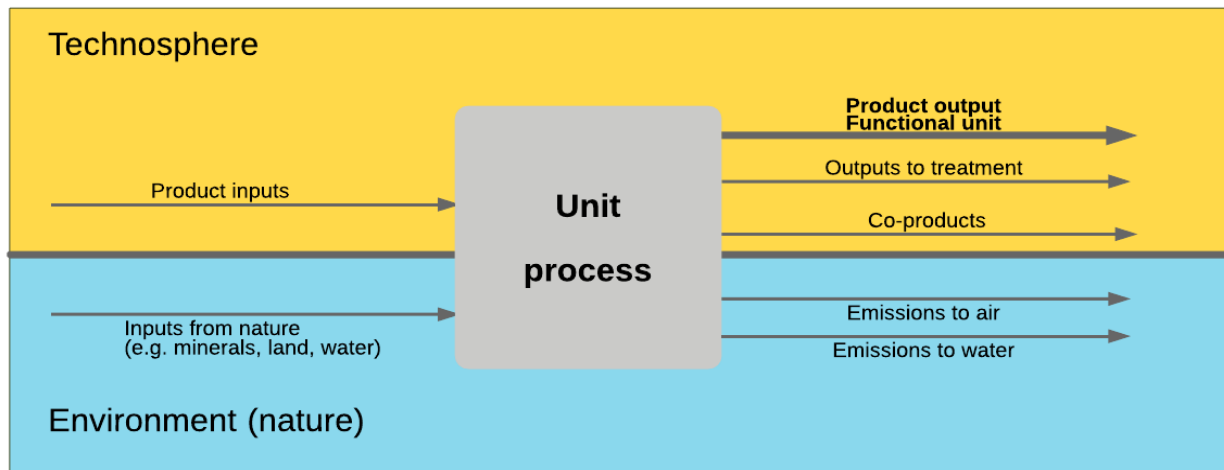 Technosphere
Product output
Functional unit
Outputs to treatment
Product inputs
Unit
process
Co-products
Inputs from nature
(e.g. minerals, land, water)
Emissions to air
Emissions to water
Environment (nature)